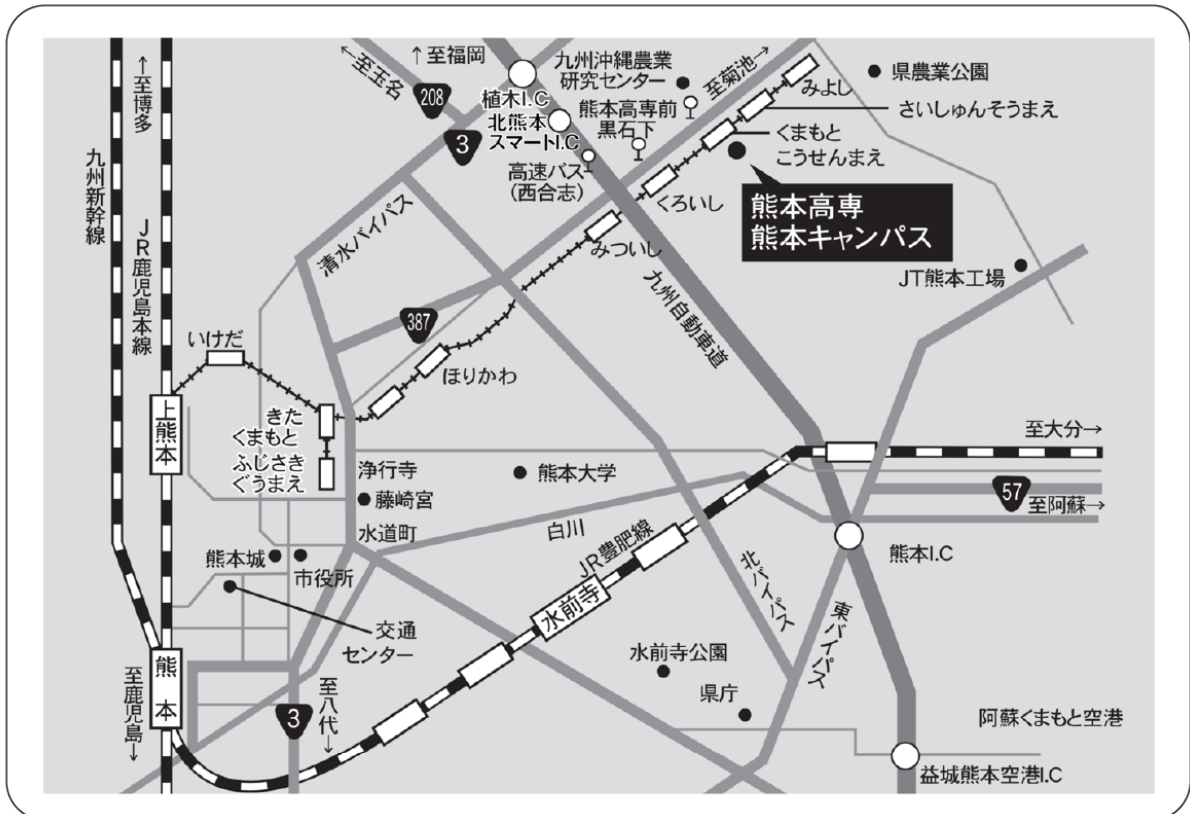 ←至玉名
↑至福岡
208
3
植木I.C
北熊本
スマートI.C
九州沖縄農業
研究センター
熊本高専前
黒石下
高速バス
(西合志)
至菊池→
みよし
県農業公園
さいしゅんそうまえ
くまもと
こうせんまえ
くろいし
みついし
熊本高専
熊本キャンパス
↑至博多
九州新幹線
JR鹿児島本線
清水バイパス
387
九州自動車道
JT熊本工場
いけだ
ほりかわ
上熊本
きた
くまもと
ふじさき
ぐうまえ
浄行寺
藤崎宮
水道町
熊本大学
至大分→
57
至阿蘇→
白川
JR豊肥線
熊本I.C
熊本城
市役所
交通
センター
水前寺
北バイパス
東バイパス
水前寺公園
県庁
熊本
至鹿児島→
3
至八代→
阿蘇くまもと空港
益城熊本空港I.C